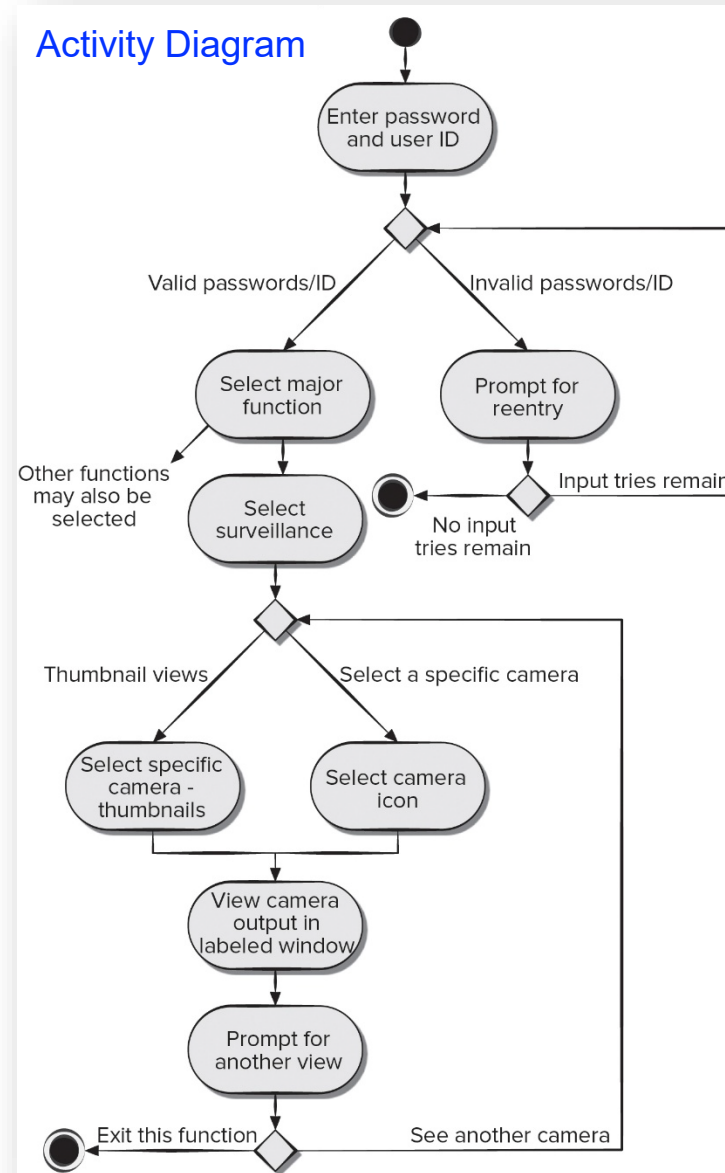 Activity Diagram
Enter password
and user ID
Valid passwords/ID
Invalid passwords/ID
Select major
function
Prompt for
reentry
Other functions
may also be
selected
Select
surveillance
Input tries remain
No input
tries remain
Thumbnail views
Select a specific camera
Select specific
camera -
thumbnails
Select camera
icon
View camera
output in
labeled window
Prompt for
another view
Exit this function
See another camera